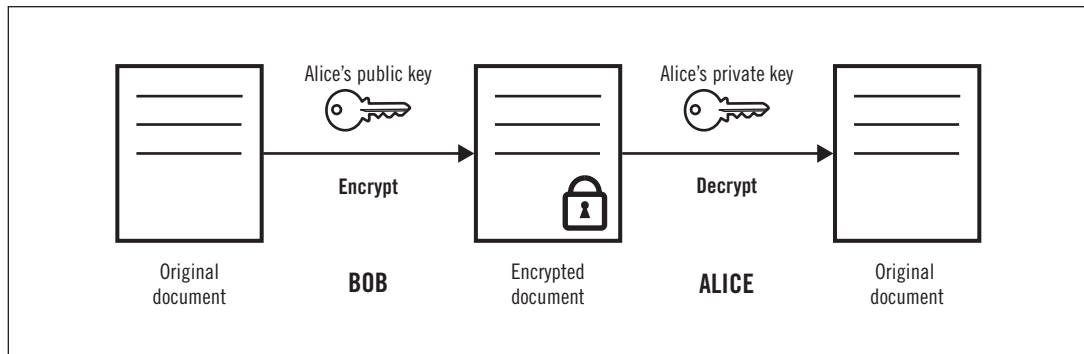 Alice’s public key
Alice’s private key
Encrypt
Decrypt
Original
document
BOB
Encrypted
document
ALICE
Original
document